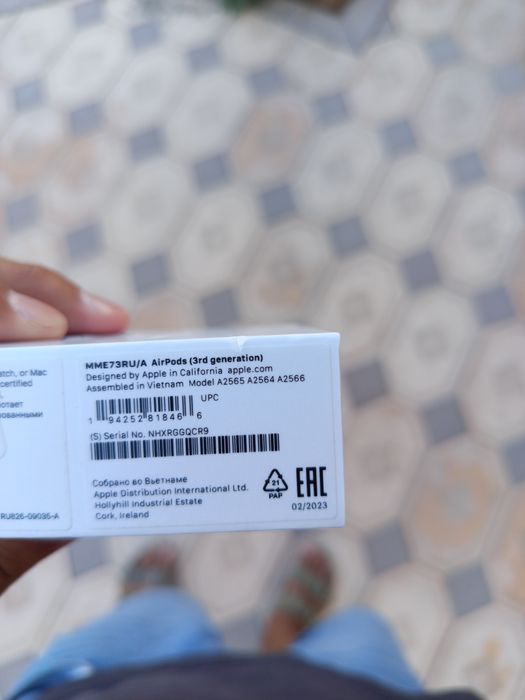 atch, or Mac
certified
отает
рованными
RU826-09035-A
MME73RU/A AirPods (3rd generation)
Designed by Apple in California apple.com
Assembled in Vietnam Model A2565 A2564 A2566
UPC
1 94252 81846 6
(S) Serial No. NHXRGGQCR9
Собрано во Вьетнаме
Apple Distribution International Ltd.
Hollyhill Industrial Estate
Cork, Ireland
21
PAP
EAC
02/2023